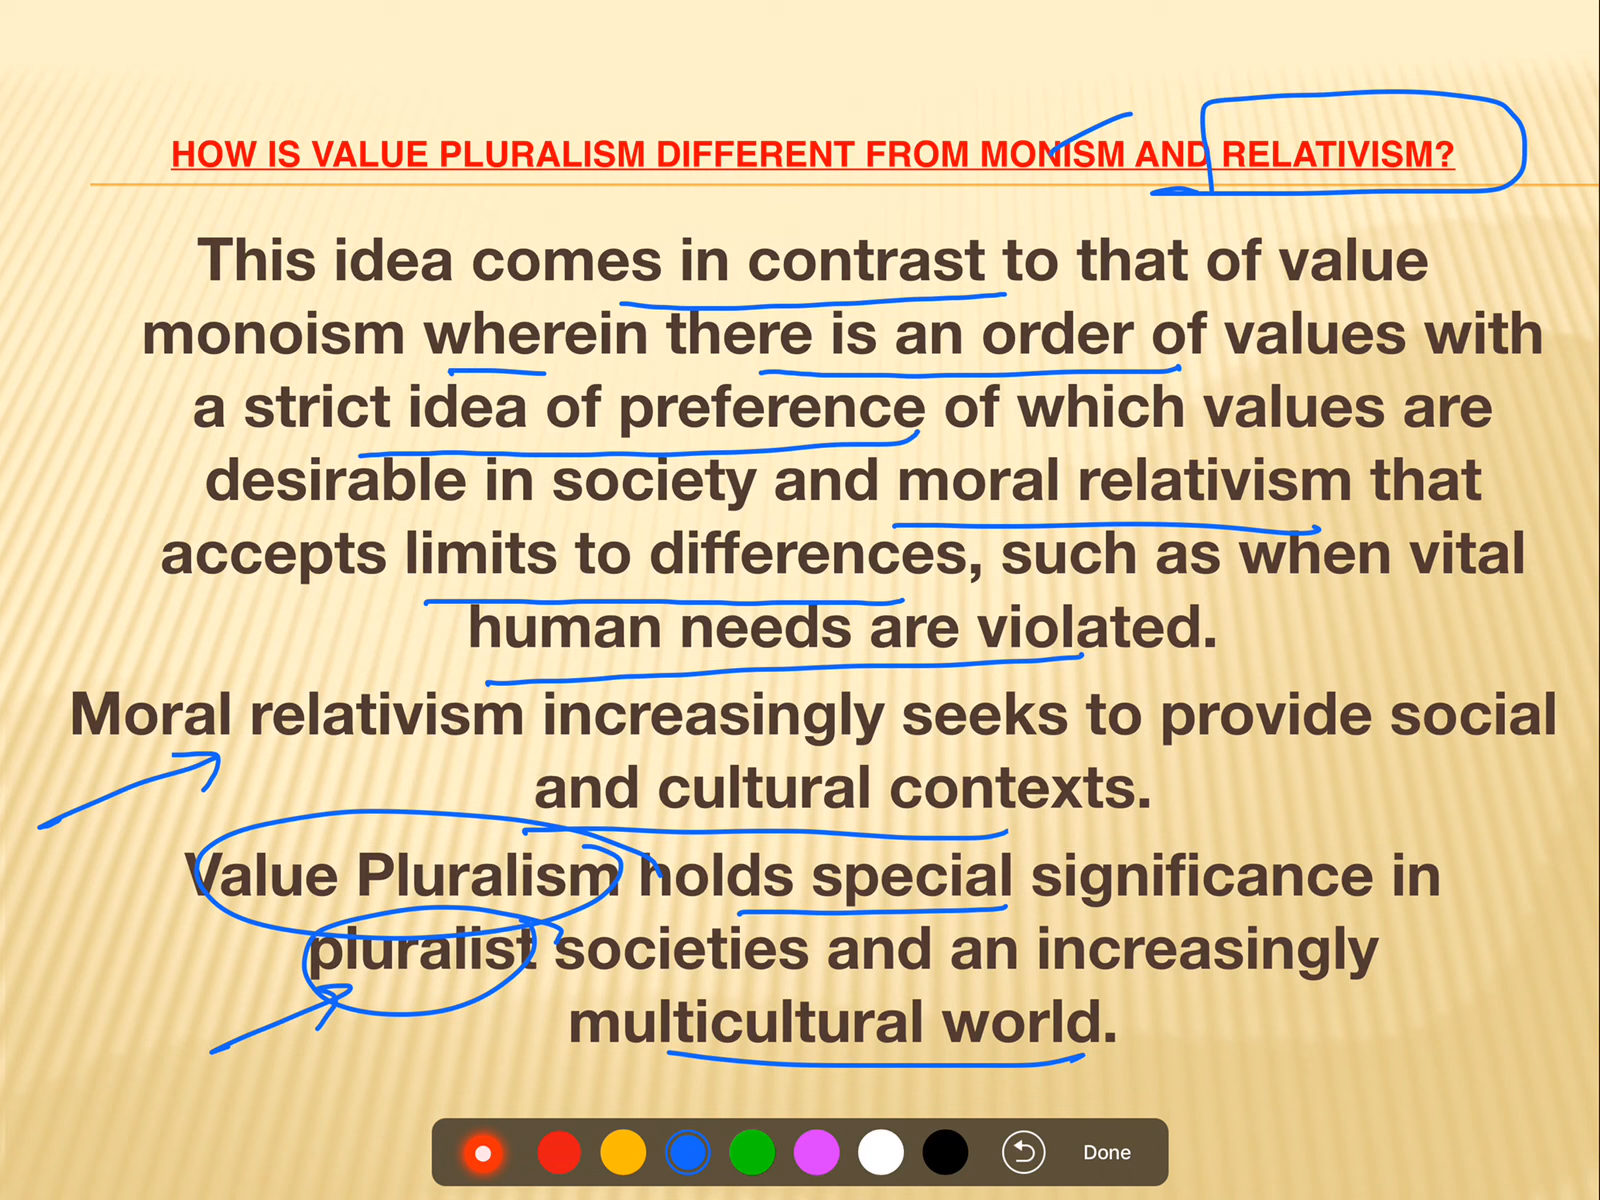 HOW IS VALUE PLURALISM DIFFERENT FROM MONISM AND RELATIVISM?
This idea comes in contrast to that of value
monoism wherein there is an order of values with
a strict idea of preference of which values are
desirable in society and moral relativism that
accepts limits to differences, such as when vital
human needs are violated.
Moral relativism increasingly seeks to provide social
and cultural contexts.
Value Pluralism holds special significance in
pluralist societies and an increasingly
multicultural world.
Done